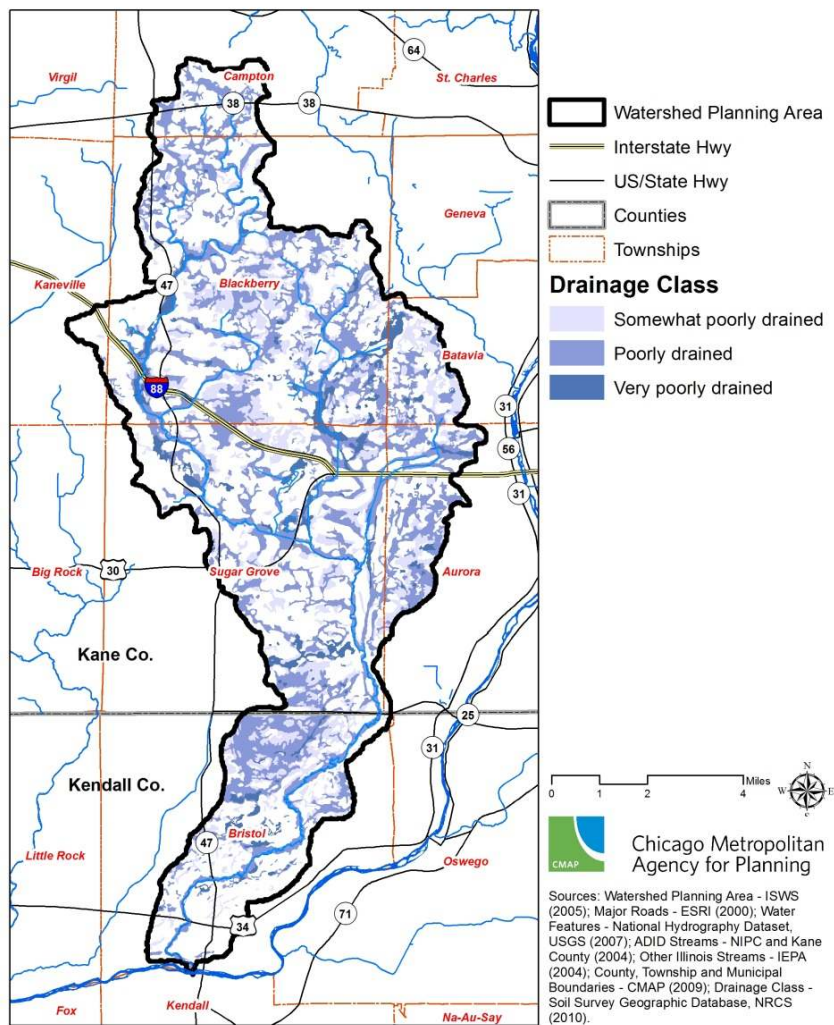 64
Virgil
Campton
St. Charles
38
38
Geneva
47
Kaneville
Blackberry
Batavia
88
31
56
31
Big Rock
30
Sugar Grove
Aurora
Kane Co.
25
31
Kendall Co.
47
Bristol
Little Rock
Oswego
34
71
Fox
Kendall
Na-Au-Say
Watershed Planning Area
Interstate Hwy
US/State Hwy
Counties
Townships
Drainage Class
Somewhat poorly drained
Poorly drained
Very poorly drained
Miles
0 1 2 4
N
W E
S
CMAP
Chicago Metropolitan
Agency for Planning
Sources: Watershed Planning Area - ISWS
(2005); Major Roads - ESRI (2000); Water
Features - National Hydrography Dataset,
USGS (2007); ADID Streams - NIPC and Kane
County (2004); Other Illinois Streams - IEPA
(2004); County, Township and Municipal
Boundaries - CMAP (2009); Drainage Class -
Soil Survey Geographic Database, NRCS
(2010).